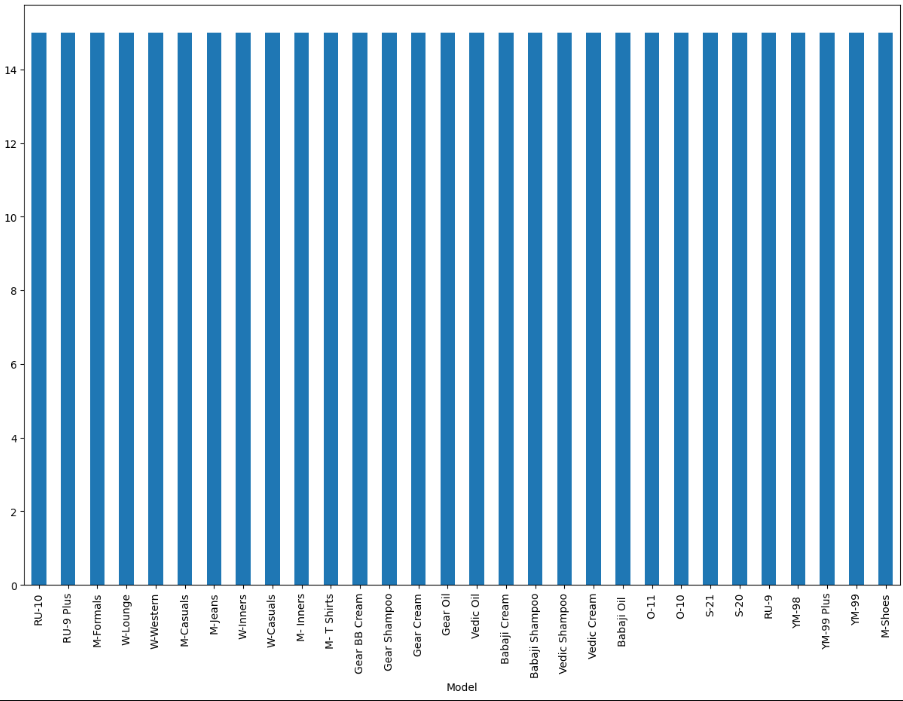 14
12
10
8
6
4
2
0
RU-10
RU-9 Plus
M-Formals
W-Lounge
W-Western
M-Casuals
M-Jeans
W-Inners
W-Casuals
M- Inners
M- T Shirts
Gear BB Cream
Gear Shampoo
Gear Cream
Gear Oil
Vedic Oil
Babaji Cream
Babaji Shampoo
Vedic Shampoo
Vedic Cream
Babaji Oil
O-11
O-10
S-21
S-20
RU-9
YM-98
YM-99 Plus
YM-99
M-Shoes
Model